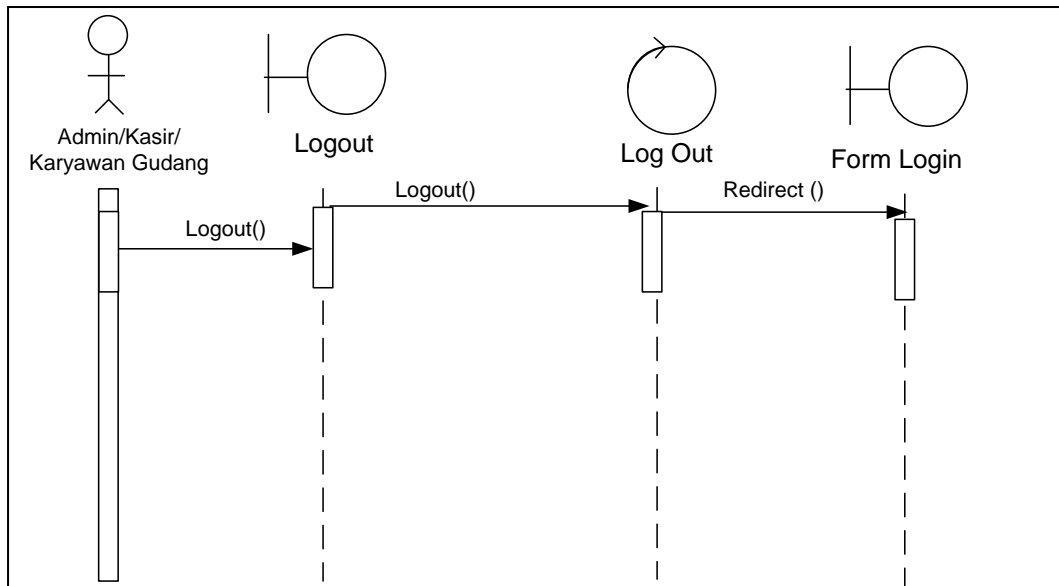 Admin/Kasir/
Karyawan Gudang
Logout
Log Out
Form Login
Logout()
Logout()
Redirect ()